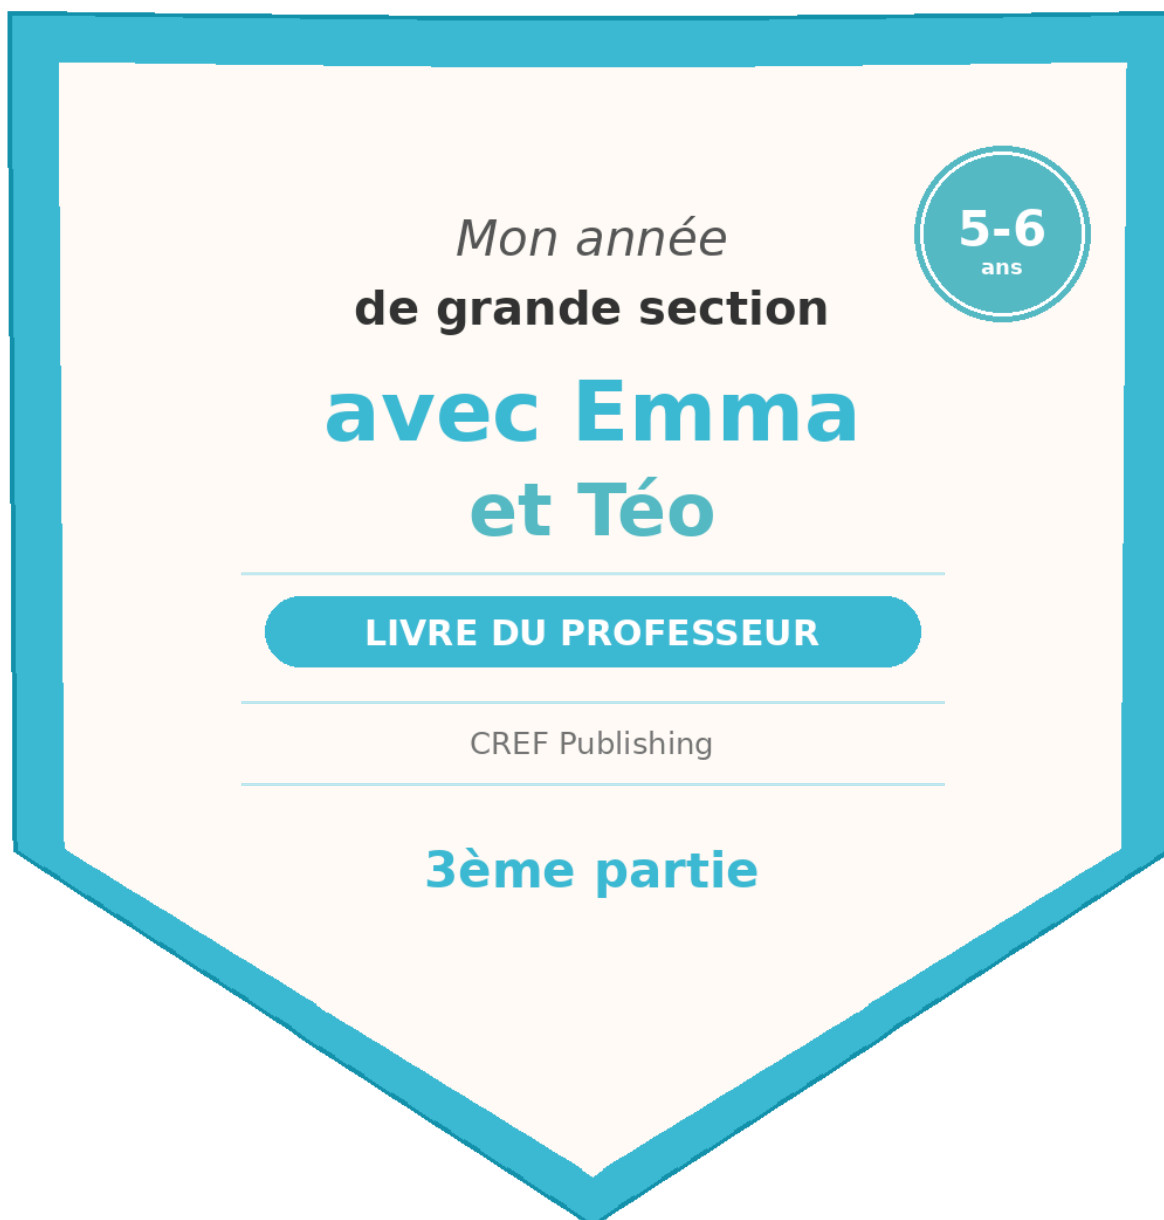 Mon année
de grande section
5-6
ans
avec Emma
et Téo
LIVRE DU PROFESSEUR
CREF Publishing
3ème partie